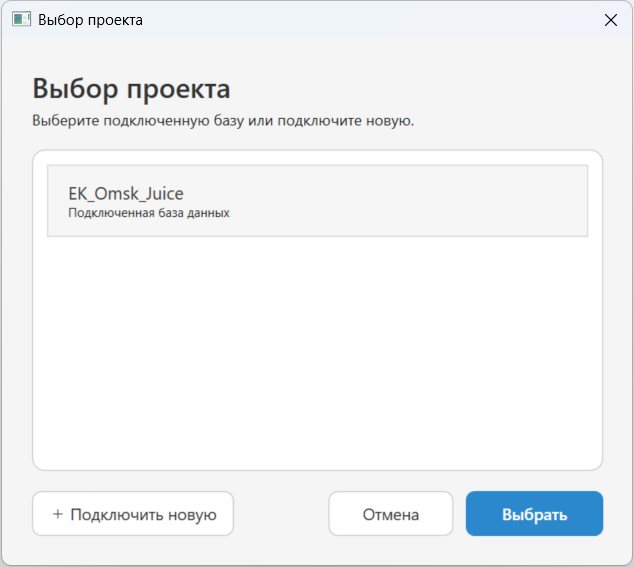 Выбор проекта
Выбор проекта
Выберите подключенную базу или подключите новую.
EK_Omsk_Juice
Подключенная база данных
+ Подключить новую
Отмена
Выбрать